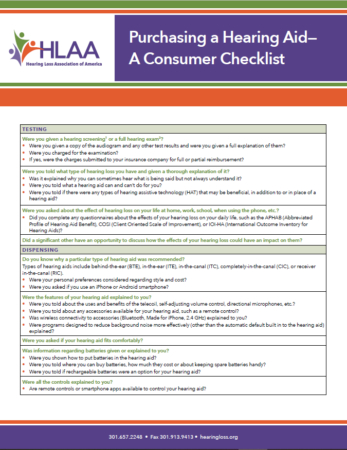 HLAA
Hearing Loss Association of America
Purchasing a Hearing Aid–
A Consumer Checklist
TESTING
Were you given a hearing screening¹ or a full hearing exam²?
• Were you given a copy of the audiogram and any other test results and were you given a full explanation of them?
• Were you charged for the examination?
• If yes, were the charges submitted to your insurance company for full or partial reimbursement?
Were you told what type of hearing loss you have and given a thorough explanation of it?
• Was it explained why you can sometimes hear what is being said but not always understand it?
• Were you told what a hearing aid can and can't do for you?
• Were you told if there were any types of hearing assistive technology (HAT) that may be beneficial, in addition to or in place of a
hearing aid?
Were you asked about the effect of hearing loss on your life at home, work, school, when using the phone, etc.?
• Did you complete any questionnaires about the effects of your hearing loss on your daily life, such as the APHAB (Abbreviated
Profile of Hearing Aid Benefit), COSI (Client Oriented Scale of Improvement), or IOI-HA (International Outcome Inventory for
Hearing Aids)?
Did a significant other have an opportunity to discuss how the effects of your hearing loss could have an impact on them?
DISPENSING
Do you know why a particular type of hearing aid was recommended?
Types of hearing aids include behind-the-ear (BTE), in-the-ear (ITE), in-the-canal (ITC), completely-in-the-canal (CIC), or receiver
in-the-canal (RIC).
• Were your personal preferences considered regarding style and cost?
• Were you asked if you use an iPhone or Android smartphone?
Were the features of your hearing aid explained to you?
• Were you told about the uses and benefits of the telecoil, self-adjusting volume control, directional microphones, etc.?
• Were you told about any accessories available for your hearing aid, such as a remote control?
• Was wireless connectivity to accessories (Bluetooth, Made for iPhone, 2.4 GHz) explained to you?
• Were programs designed to reduce background noise more effectively (other than the automatic default built in to the hearing aid)
explained?
Were you asked if your hearing aid fits comfortably?
Was information regarding batteries given or explained to you?
• Were you shown how to put batteries in the hearing aid?
• Were you told where you can buy batteries, how much they cost or about keeping spare batteries handy?
• Were you told if rechargeable batteries were an option for your hearing aid?
Were all the controls explained to you?
• Are remote controls or smartphone apps available to control your hearing aid?
301.657.2248 • Fax 301.913.9413 • hearingloss.org